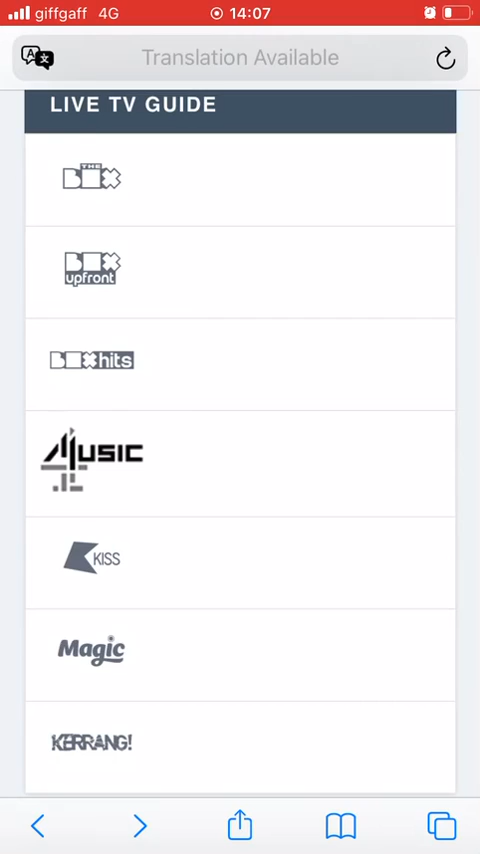 giffgaff 4G 14:07
Translation Available
LIVE TV GUIDE
THE
BOX
BOX
upfront
BOX hits
4Music
KISS
Magic
KERRANG!